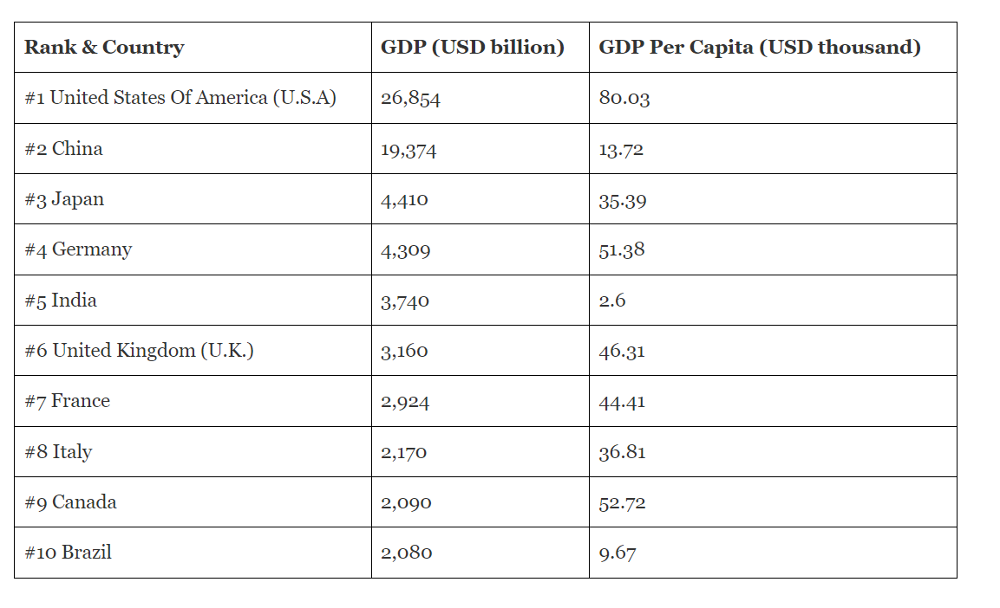 Rank & Country GDP (USD billion) GDP Per Capita (USD thousand)
#1 United States Of America (U.S.A) 26,854 80.03
#2 China 19,374 13.72
#3 Japan 4,410 35.39
#4 Germany 4,309 51.38
#5 India 3,740 2.6
#6 United Kingdom (U.K.) 3,160 46.31
#7 France 2,924 44.41
#8 Italy 2,170 36.81
#9 Canada 2,090 52.72
#10 Brazil 2,080 9.67